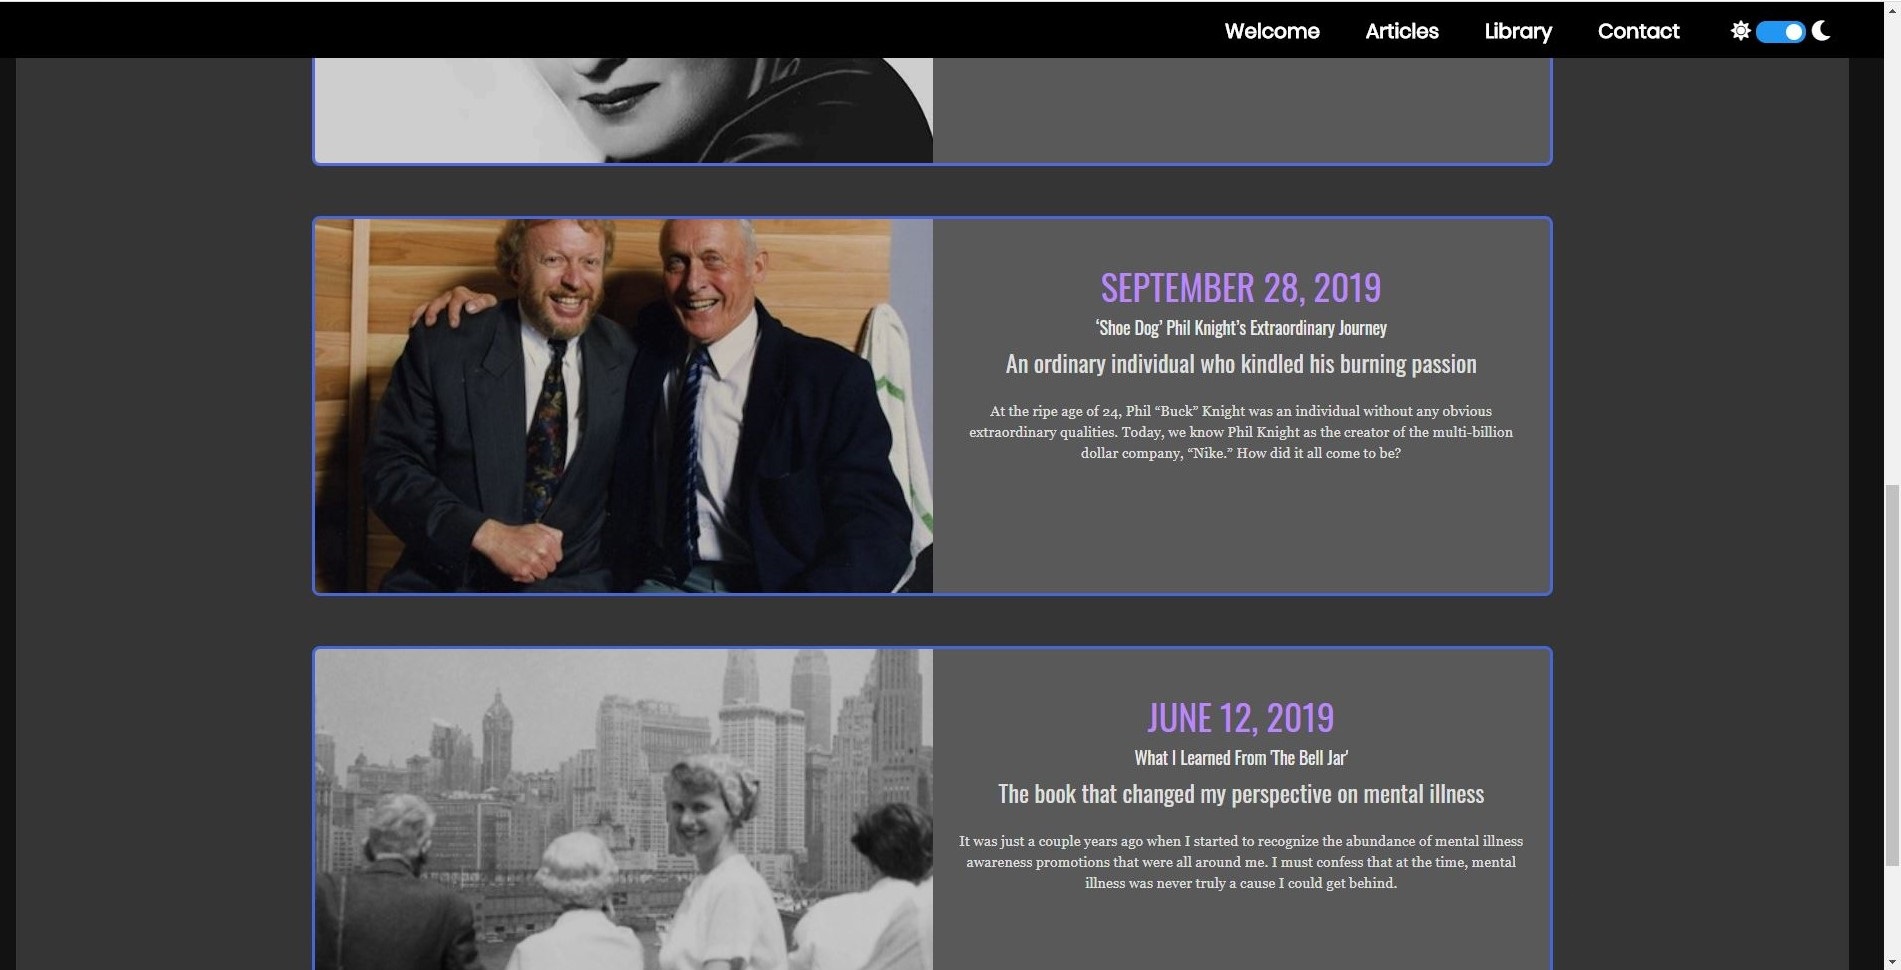 Welcome Articles Library Contact
SEPTEMBER 28, 2019
‘Shoe Dog’ Phil Knight’s Extraordinary Journey
An ordinary individual who kindled his burning passion
At the ripe age of 24, Phil “Buck” Knight was an individual without any obvious
extraordinary qualities. Today, we know Phil Knight as the creator of the multi-billion
dollar company, “Nike.” How did it all come to be?
JUNE 12, 2019
What I Learned From 'The Bell Jar'
The book that changed my perspective on mental illness
It was just a couple years ago when I started to recognize the abundance of mental illness
awareness promotions that were all around me. I must confess that at the time, mental
illness was never truly a cause I could get behind.